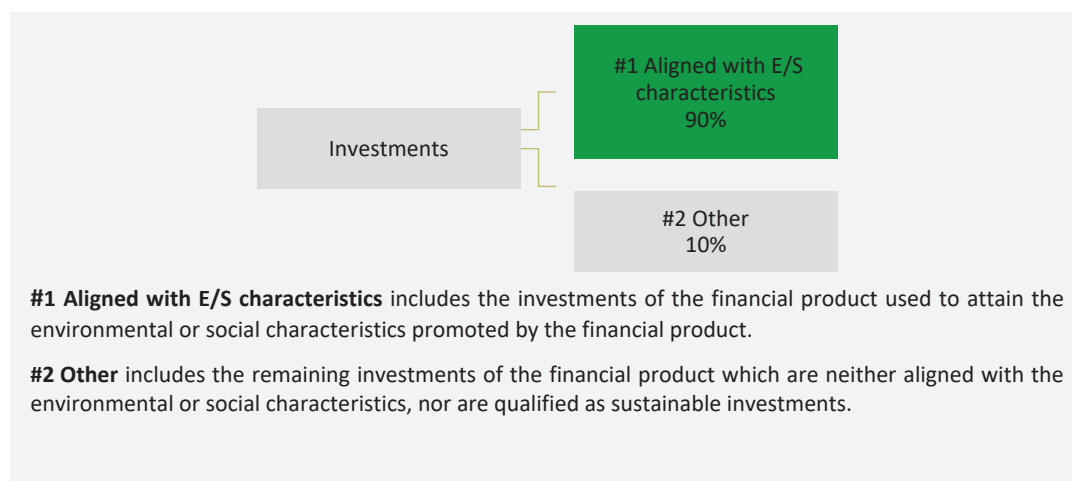 #1 Aligned with E/S
characteristics
90%
Investments
#2 Other
10%
#1 Aligned with E/S characteristics includes the investments of the financial product used to attain the
environmental or social characteristics promoted by the financial product.
#2 Other includes the remaining investments of the financial product which are neither aligned with the
environmental or social characteristics, nor are qualified as sustainable investments.